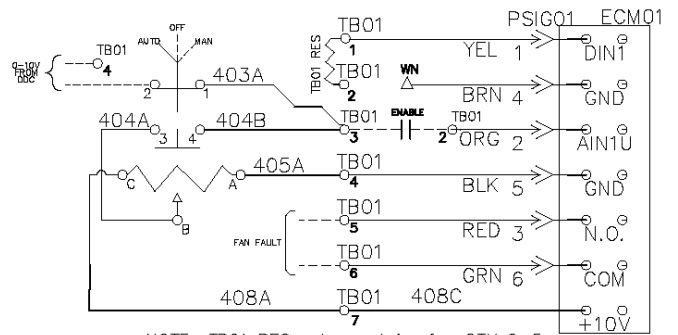 OFF
AUTO MAN
0-10V FROM DDC
TB01 4
2 1
403A
404A 3 4 404B
C A 405A
B
FAN FAULT
408A
TB01 RES
TB01 1
TB01 2
TB01 3
TB01 4
TB01 5
TB01 6
TB01 7
WN
ENABLE
TB01 2
408C
PSIG01 ECM01
YEL 1 DIN1
BRN 4 GND
ORG 2 AIN1U
BLK 5 GND
RED 3 N.O.
GRN 6 COM
+10V